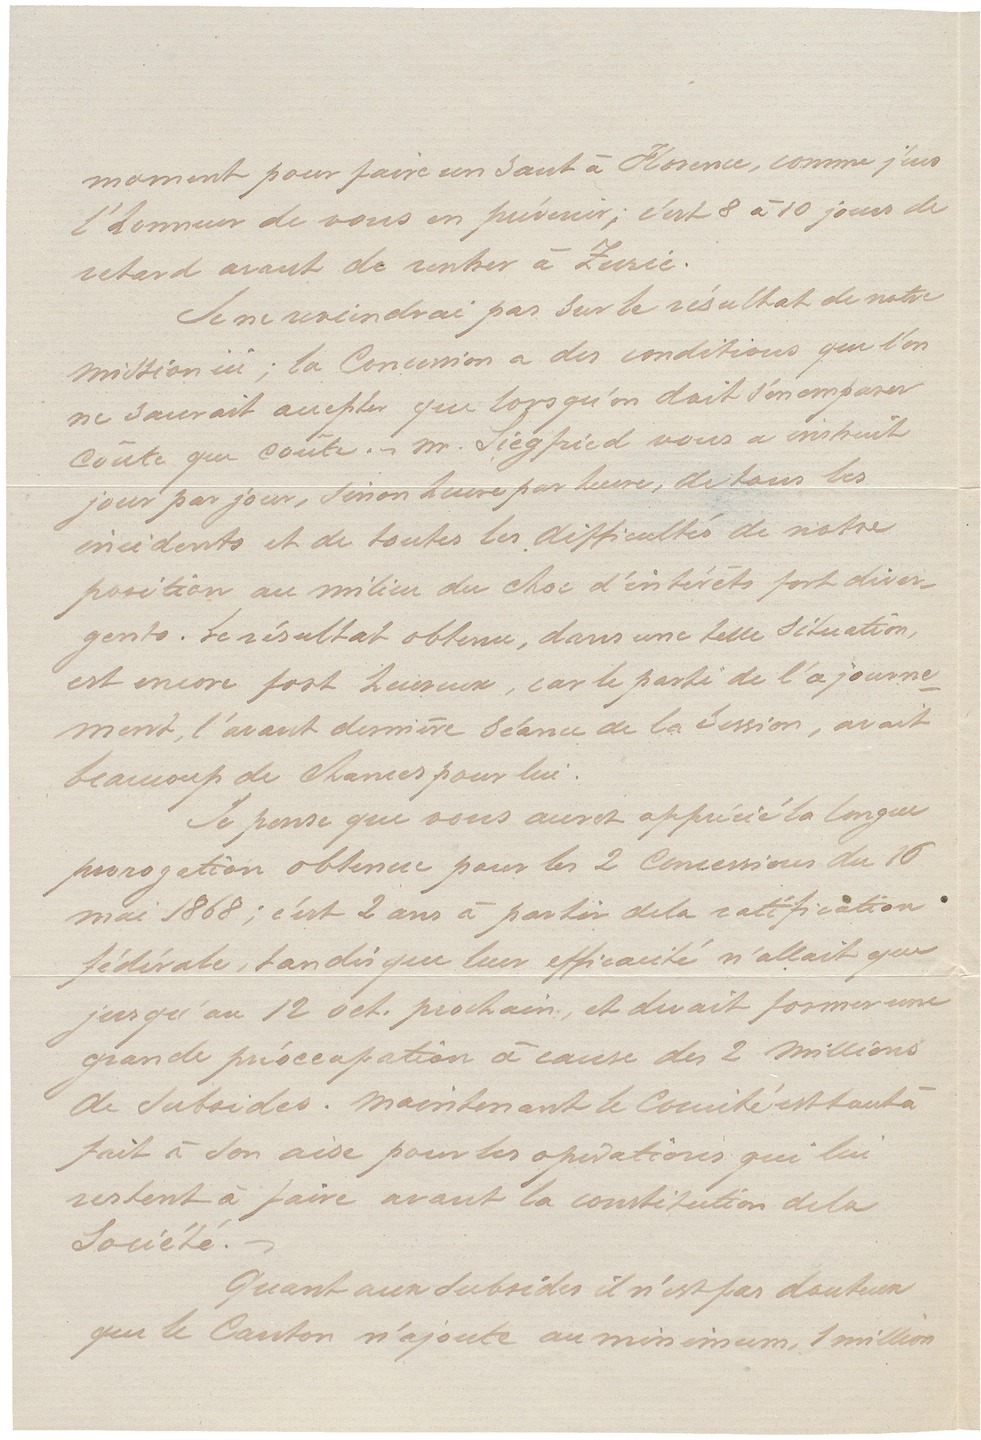 moment pour faire un saut à Florence, comme j'eus
l'honneur de vous en prévenir; c'est 8 à 10 jours de
retard avant de rentrer à Zuric.
Je ne reviendrai pas sur le résultat de notre
mission ici; la Concession a des conditions que l'on
ne saurait accepter que lorsqu'on doit s'en emparer
coûte que coûte. – Mr. Siegfried vous a instruit
jour par jour, sinon heure par heure, de tous les
incidents et de toutes les difficultés de notre
position au milieu du choc d'intérêts fort diver-
gents. Le résultat obtenu, dans une telle situation,
est encore fort heureux, car le parti de l'ajourne-
ment, l'avant dernière séance de la Session, avait
beaucoup de chances pour lui.
Je pense que vous aurez apprécié la longue
prorogation obtenue pour les 2 Concessions du 16
mai 1868; c'est 2 ans à partir de la ratification
fédérale, tandis que leur efficacité n'allait que
jusqu'au 12 oct. prochain, et devait former une
grande préoccupation à cause des 2 millions
de subsides. Maintenant le Comité est tout à
fait à son aise pour les opérations qui lui
restent à faire avant la constitution de la
Société. –
Quant aux subsides il n'est pas douteux
que le Canton n'ajoute au minimum, 1 million